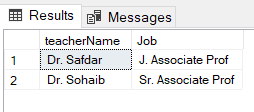 Results Messages
teacherName Job
1 Dr. Safdar J. Associate Prof
2 Dr. Sohaib Sr. Associate Prof